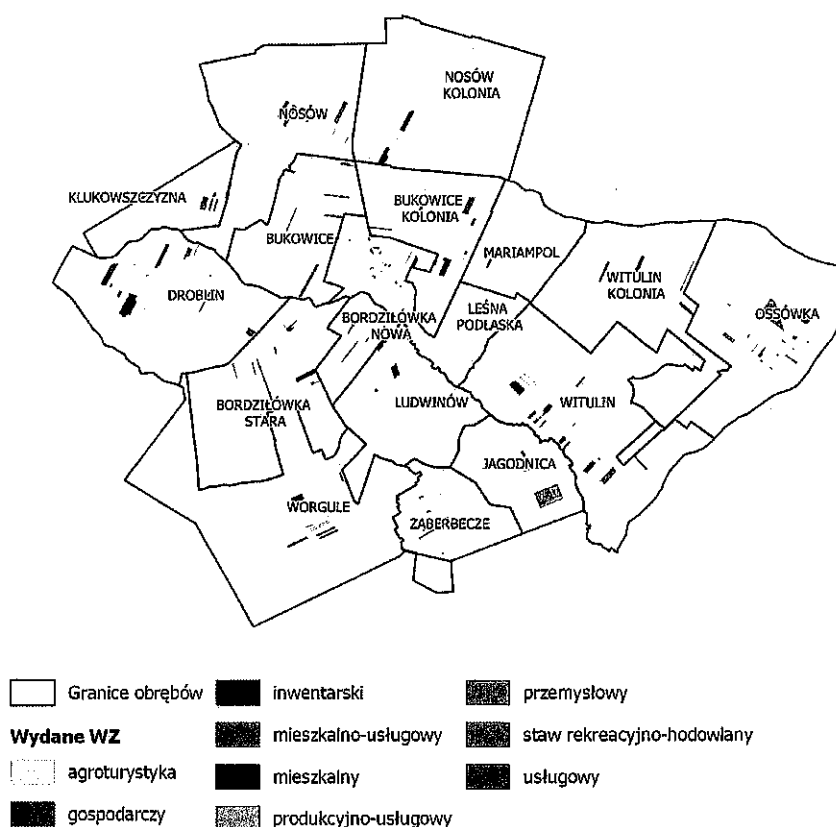 NOSÓW
KOLONIA
NOSÓW
KLUKOWSZCZYZNA
BUKOWICE
KOLONIA
BUKOWICE
MARIAMPOL
WITULIN
KOLONIA
DROBLIN
BORDZIŁÓWKA
NOWA
LEŚNA
PODLASKA
OSSÓWKA
BORDZIŁÓWKA
STARA
LUDWINÓW
WITULIN
JAGODNICA
WORGULE
ZABERBECZE
Granice obrębów
Wydane WZ
agroturystyka
gospodarczy
inwentarski
mieszkalno-usługowy
mieszkalny
produkcyjno-usługowy
przemysłowy
staw rekreacyjno-hodowlany
usługowy